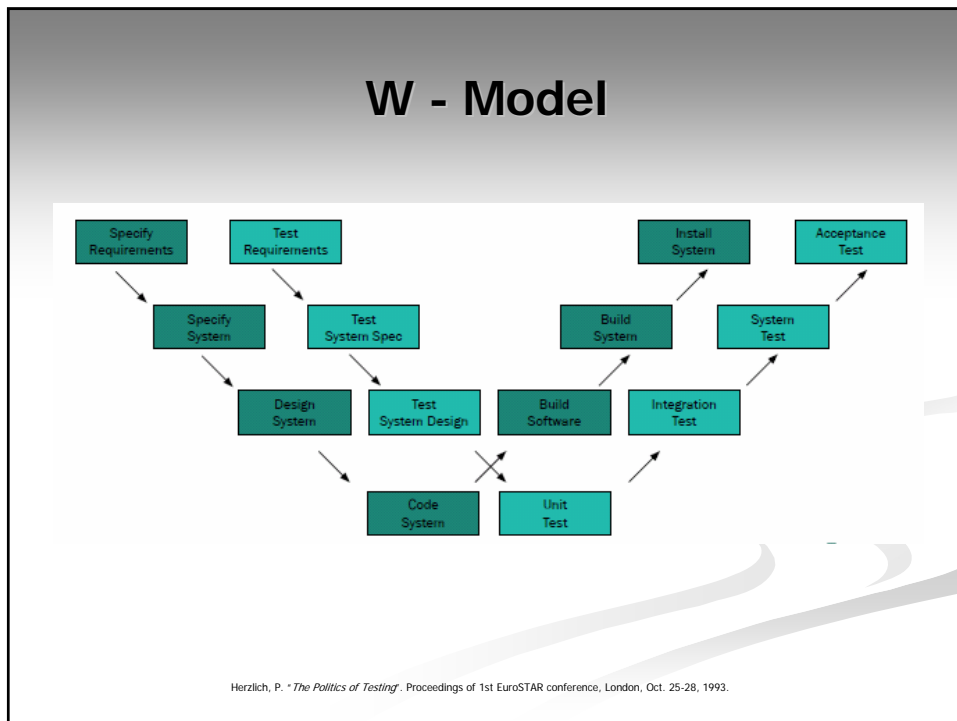 W - Model
Specify
Requirements
Test
Requirements
Install
System
Acceptance
Test
Specify
System
Test
System Spec
Build
System
System
Test
Design
System
Test
System Design
Build
Software
Integration
Test
Code
System
Unit
Test
Herzlich, P. "The Politics of Testing". Proceedings of 1st EuroSTAR conference, London, Oct. 25-28, 1993.